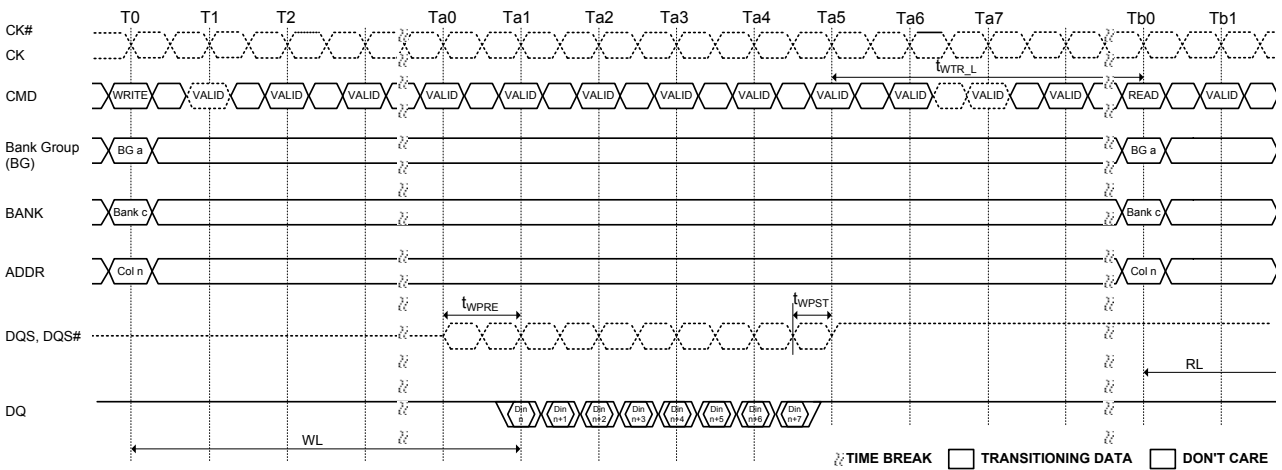 T0 T1 T2 Ta0 Ta1 Ta2 Ta3 Ta4 Ta5 Ta6 Ta7 Tb0 Tb1
CK#
CK
tWTR_L
CMD WRITE VALID VALID VALID VALID VALID VALID VALID VALID VALID VALID VALID VALID READ VALID
Bank Group
(BG)
BG a BG a
BANK Bank c Bank c
ADDR Col n Col n
tWPRE tWPST
DQS, DQS#
RL
DQ
Din n Din n+1 Din n+2 Din n+3 Din n+4 Din n+5 Din n+6 Din n+7
WL
TIME BREAK TRANSITIONING DATA DON'T CARE